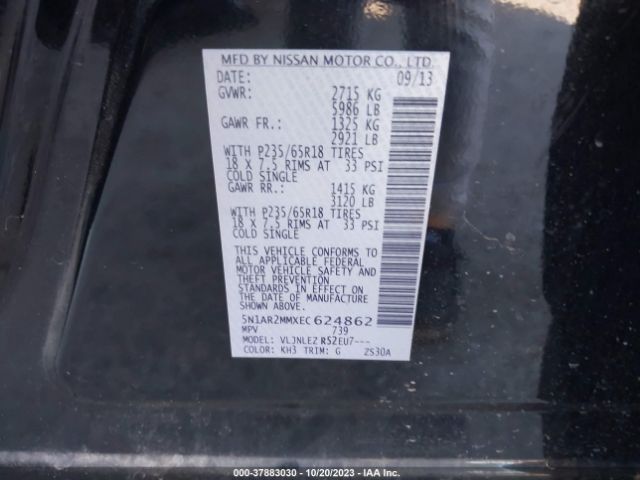 MFD BY NISSAN MOTOR CO., LTD.
DATE: 09/13
GVWR: 2715 KG
5986 LB
GAWR FR.: 1325 KG
2921 LB
WITH P235/65R18 TIRES
18 X 7.5 RIMS AT 33 PSI
COLD SINGLE
GAWR RR.: 1415 KG
3120 LB
WITH P235/65R18 TIRES
18 X 7.5 RIMS AT 33 PSI
COLD SINGLE
THIS VEHICLE CONFORMS TO
ALL APPLICABLE FEDERAL
MOTOR VEHICLE SAFETY AND
THEFT PREVENTION
STANDARDS IN EFFECT ON
THE DATE OF MANUFACTURE
SHOWN ABOVE.
5N1AR2MMXEC624862
MPV 739
MODEL: VLJNLEZ RS2EU7---
COLOR: KH3 TRIM: G 2S30A
000-37883030 - 10/20/2023 - IAA Inc.